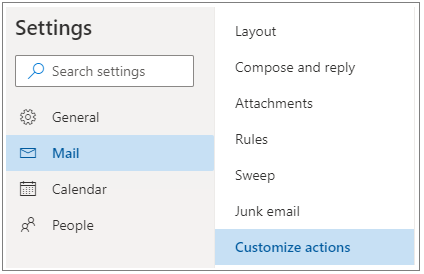 Settings
Search settings
General
Mail
Calendar
People
Layout
Compose and reply
Attachments
Rules
Sweep
Junk email
Customize actions